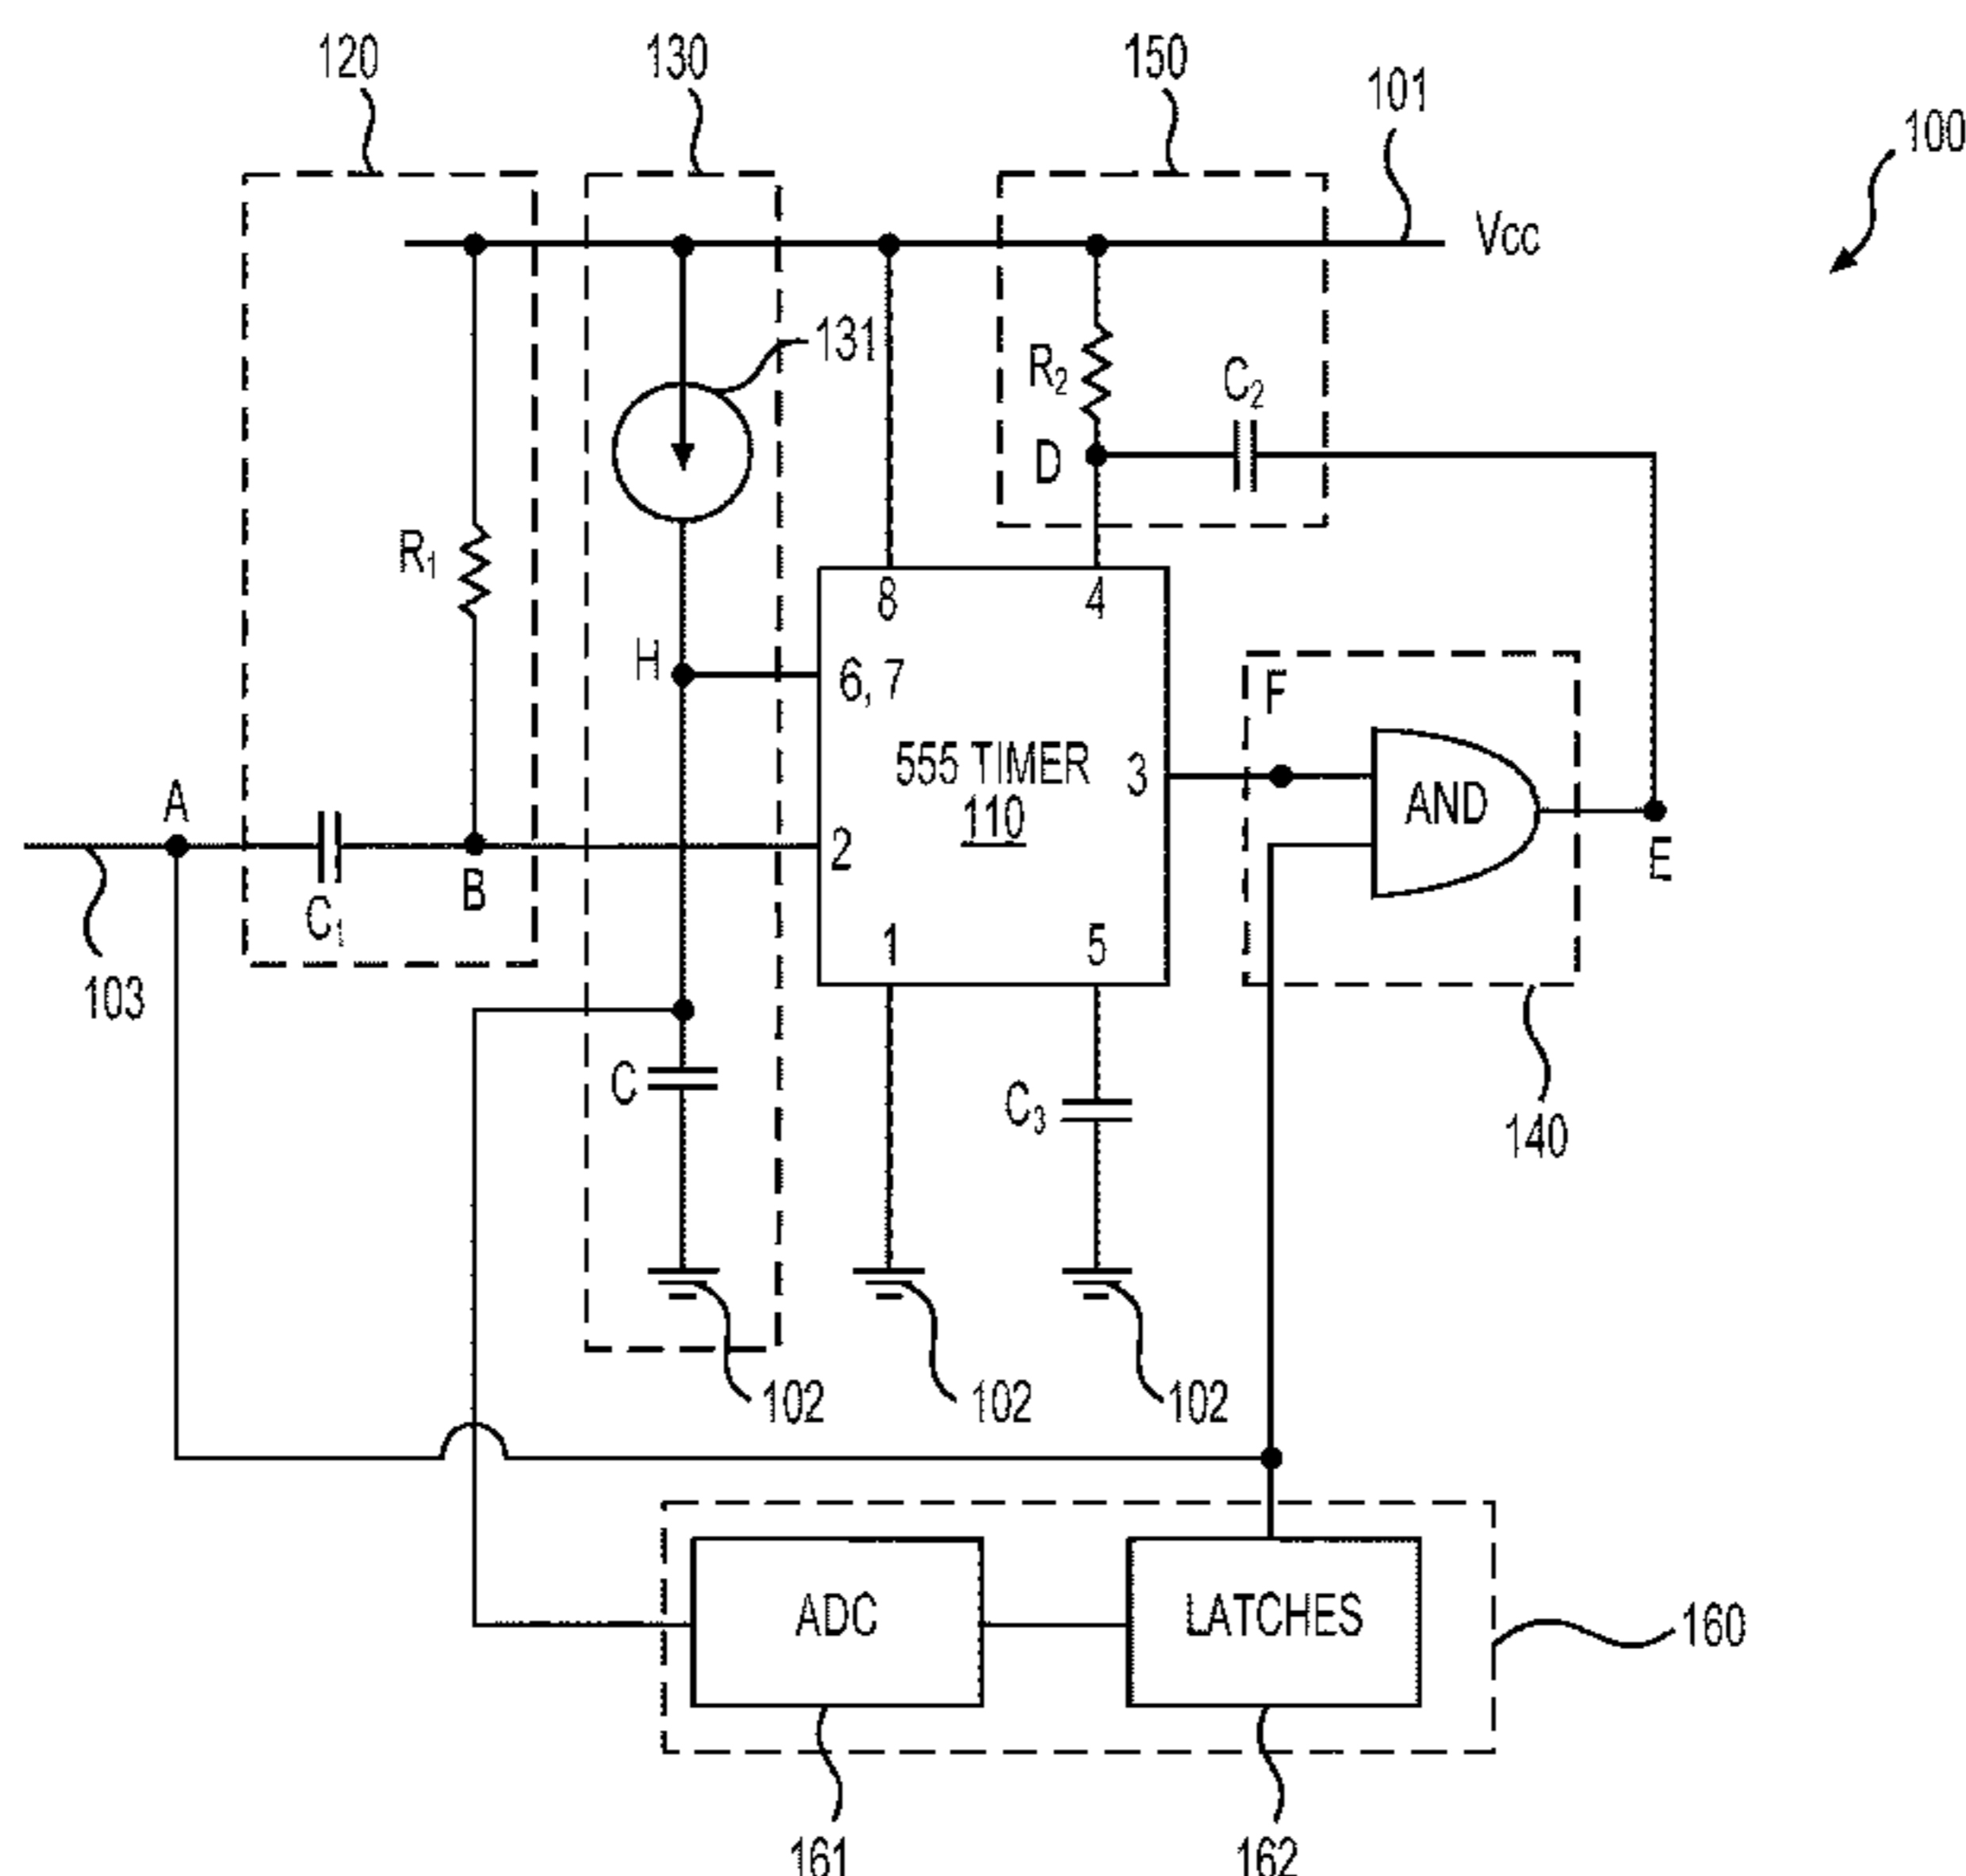 120
130
150
101
100
Vcc
131
R₂
C₂
D
R₁
8
4
H
6, 7
F
555 TIMER
110
3
AND
A
2
B
E
C₁
1
5
103
C
C₃
140
102
102
102
ADC
LATCHES
160
161
162